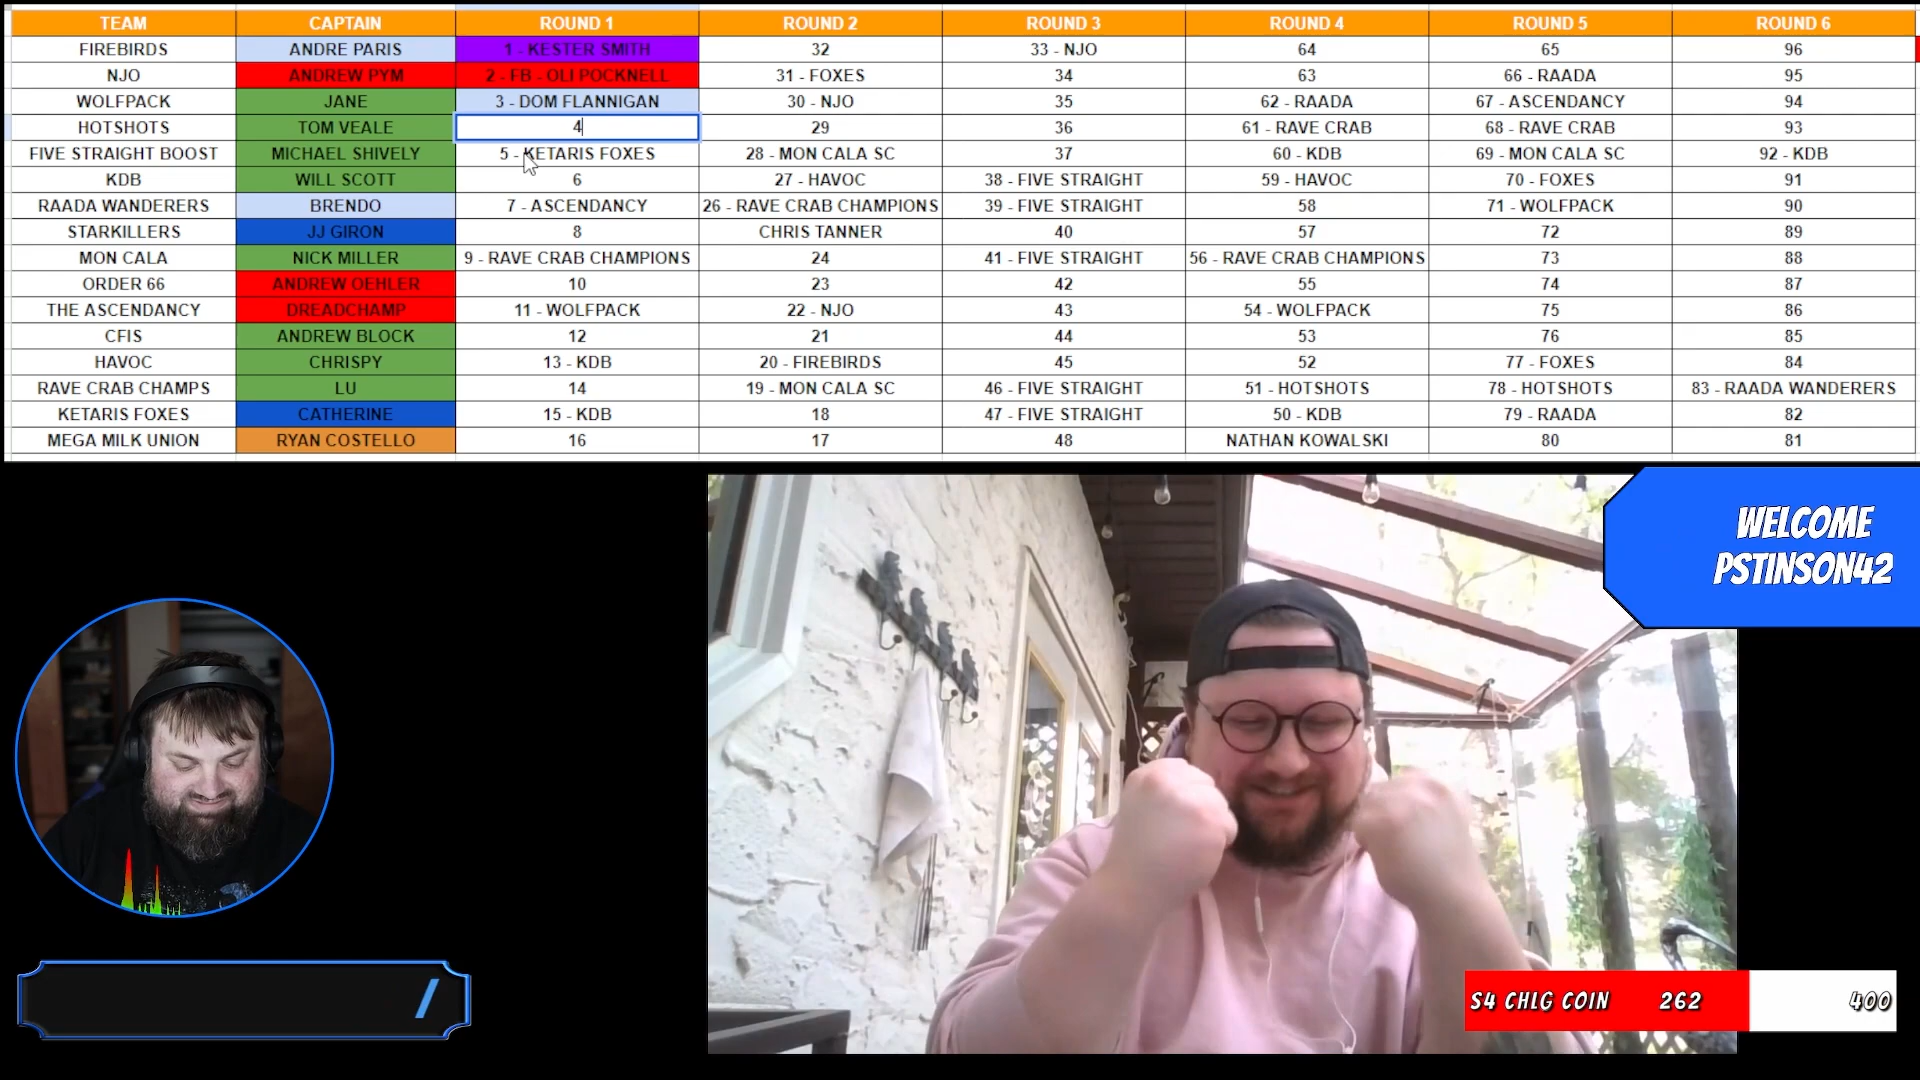 TEAM CAPTAIN ROUND 1 ROUND 2 ROUND 3 ROUND 4 ROUND 5 ROUND 6
FIREBIRDS ANDRE PARIS 1 - KESTER SMITH 32 33 - NJO 64 65 96
NJO ANDREW PYM 2 - FB - OLI POCKNELL 31 - FOXES 34 63 66 - RAADA 95
WOLFPACK JANE 3 - DOM FLANNIGAN 30 - NJO 35 62 - RAADA 67 - ASCENDANCY 94
HOTSHOTS TOM VEALE 4 29 36 61 - RAVE CRAB 68 - RAVE CRAB 93
FIVE STRAIGHT BOOST MICHAEL SHIVELY 5 - KETARIS FOXES 28 - MON CALA SC 37 60 - KDB 69 - MON CALA SC 92 - KDB
KDB WILL SCOTT 6 27 - HAVOC 38 - FIVE STRAIGHT 59 - HAVOC 70 - FOXES 91
RAADA WANDERERS BRENDO 7 - ASCENDANCY 26 - RAVE CRAB CHAMPIONS 39 - FIVE STRAIGHT 58 71 - WOLFPACK 90
STARKILLERS JJ GIRON 8 CHRIS TANNER 40 57 72 89
MON CALA NICK MILLER 9 - RAVE CRAB CHAMPIONS 24 41 - FIVE STRAIGHT 56 - RAVE CRAB CHAMPIONS 73 88
ORDER 66 ANDREW OEHLER 10 23 42 55 74 87
THE ASCENDANCY DREADCHAMP 11 - WOLFPACK 22 - NJO 43 54 - WOLFPACK 75 86
CFIS ANDREW BLOCK 12 21 44 53 76 85
HAVOC CHRISPY 13 - KDB 20 - FIREBIRDS 45 52 77 - FOXES 84
RAVE CRAB CHAMPS LU 14 19 - MON CALA SC 46 - FIVE STRAIGHT 51 - HOTSHOTS 78 - HOTSHOTS 83 - RAADA WANDERERS
KETARIS FOXES CATHERINE 15 - KDB 18 47 - FIVE STRAIGHT 50 - KDB 79 - RAADA 82
MEGA MILK UNION RYAN COSTELLO 16 17 48 NATHAN KOWALSKI 80 81
WELCOME
PSTINSON42
/
S4 CHLG COIN 262 400